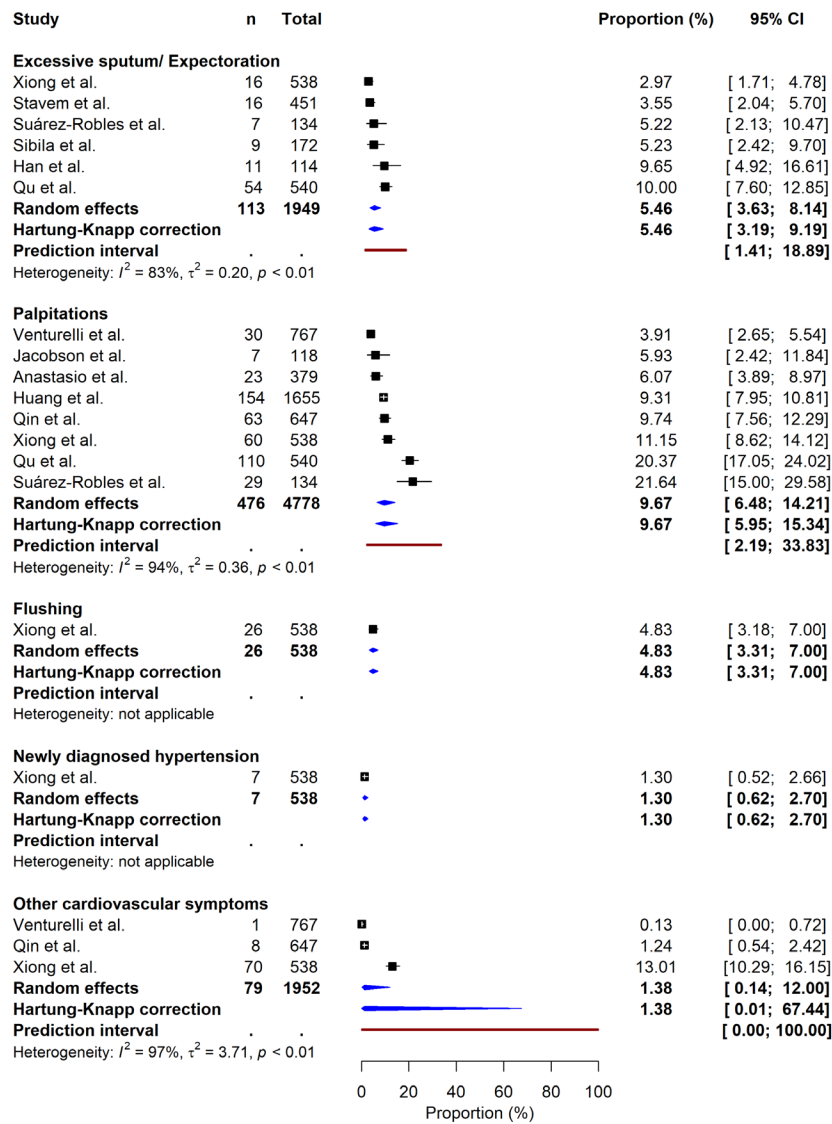 Study n Total Proportion (%) 95% CI
Excessive sputum/ Expectoration
Xiong et al. 16 538 2.97 [ 1.71; 4.78]
Stavem et al. 16 451 3.55 [ 2.04; 5.70]
Suárez-Robles et al. 7 134 5.22 [ 2.13; 10.47]
Sibila et al. 9 172 5.23 [ 2.42; 9.70]
Han et al. 11 114 9.65 [ 4.92; 16.61]
Qu et al. 54 540 10.00 [ 7.60; 12.85]
Random effects 113 1949 5.46 [ 3.63; 8.14]
Hartung-Knapp correction 5.46 [ 3.19; 9.19]
Prediction interval . . [ 1.41; 18.89]
Heterogeneity: I² = 83%, τ² = 0.20, p < 0.01
Palpitations
Venturelli et al. 30 767 3.91 [ 2.65; 5.54]
Jacobson et al. 7 118 5.93 [ 2.42; 11.84]
Anastasio et al. 23 379 6.07 [ 3.89; 8.97]
Huang et al. 154 1655 9.31 [ 7.95; 10.81]
Qin et al. 63 647 9.74 [ 7.56; 12.29]
Xiong et al. 60 538 11.15 [ 8.62; 14.12]
Qu et al. 110 540 20.37 [17.05; 24.02]
Suárez-Robles et al. 29 134 21.64 [15.00; 29.58]
Random effects 476 4778 9.67 [ 6.48; 14.21]
Hartung-Knapp correction 9.67 [ 5.95; 15.34]
Prediction interval . . [ 2.19; 33.83]
Heterogeneity: I² = 94%, τ² = 0.36, p < 0.01
Flushing
Xiong et al. 26 538 4.83 [ 3.18; 7.00]
Random effects 26 538 4.83 [ 3.31; 7.00]
Hartung-Knapp correction 4.83 [ 3.31; 7.00]
Prediction interval . .
Heterogeneity: not applicable
Newly diagnosed hypertension
Xiong et al. 7 538 1.30 [ 0.52; 2.66]
Random effects 7 538 1.30 [ 0.62; 2.70]
Hartung-Knapp correction 1.30 [ 0.62; 2.70]
Prediction interval . .
Heterogeneity: not applicable
Other cardiovascular symptoms
Venturelli et al. 1 767 0.13 [ 0.00; 0.72]
Qin et al. 8 647 1.24 [ 0.54; 2.42]
Xiong et al. 70 538 13.01 [10.29; 16.15]
Random effects 79 1952 1.38 [ 0.14; 12.00]
Hartung-Knapp correction 1.38 [ 0.01; 67.44]
Prediction interval . . [ 0.00; 100.00]
Heterogeneity: I² = 97%, τ² = 3.71, p < 0.01
0 20 40 60 80 100
Proportion (%)